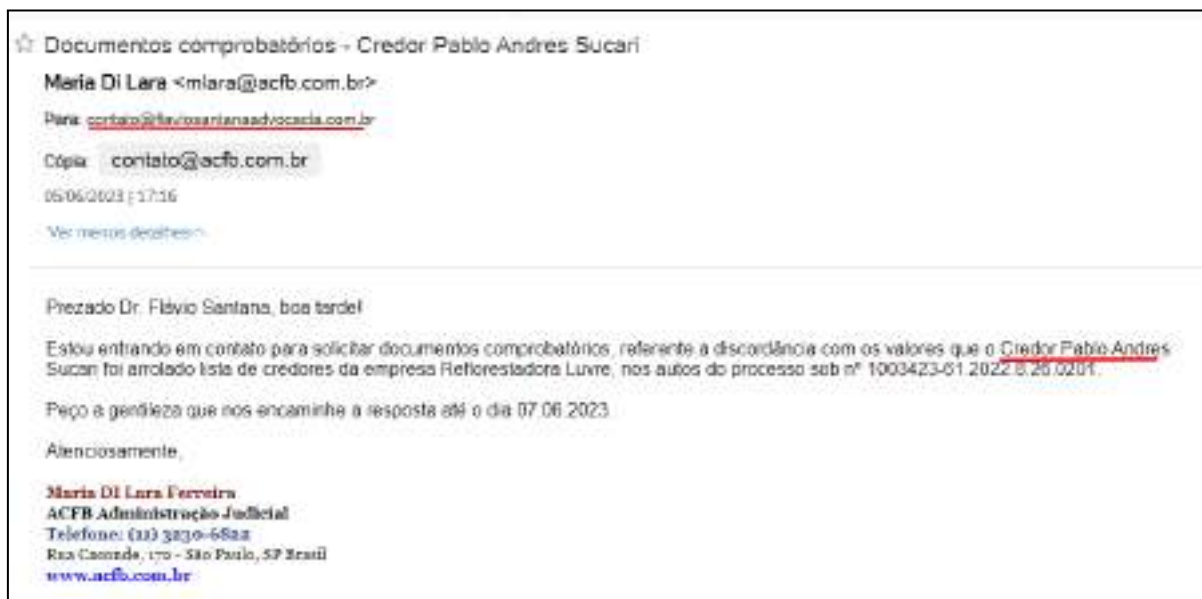 Documentos comprobatórios - Credor Pablo Andres Sucari
Maria Di Lara <mlara@acfb.com.br>
Para: contato@flaviosantanaadvocacia.com.br
Cópia: contato@acfb.com.br
05/06/2023 | 17:16
Ver menos detalhes
Prezado Dr. Flávio Santana, boa tarde!
Estou entrando em contato para solicitar documentos comprobatórios, referente a discordância com os valores que o Credor Pablo Andres
Sucari foi arrolado lista de credores da empresa Reflorestadora Luvre, nos autos do processo sob nº 1003423-61.2022.8.26.0201.
Peço a gentileza que nos encaminhe a resposta até o dia 07.06.2023
Atenciosamente,
Maria DI Lara Ferreira
ACFB Administração Judicial
Telefone: (11) 3230-6822
Rua Caconde, 170 - São Paulo, SP Brasil
www.acfb.com.br